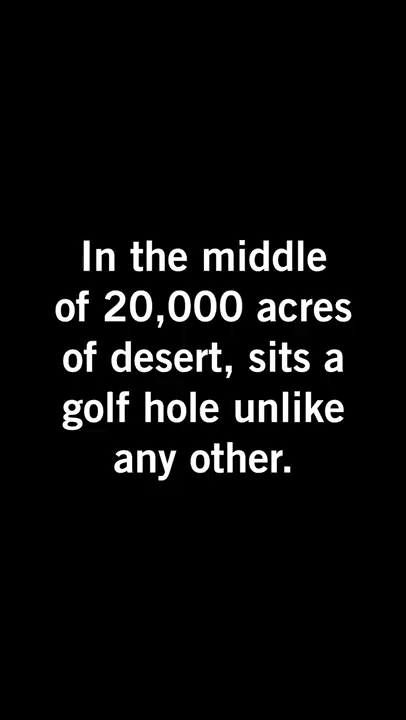 In the middle
of 20,000 acres
of desert, sits a
golf hole unlike
any other.